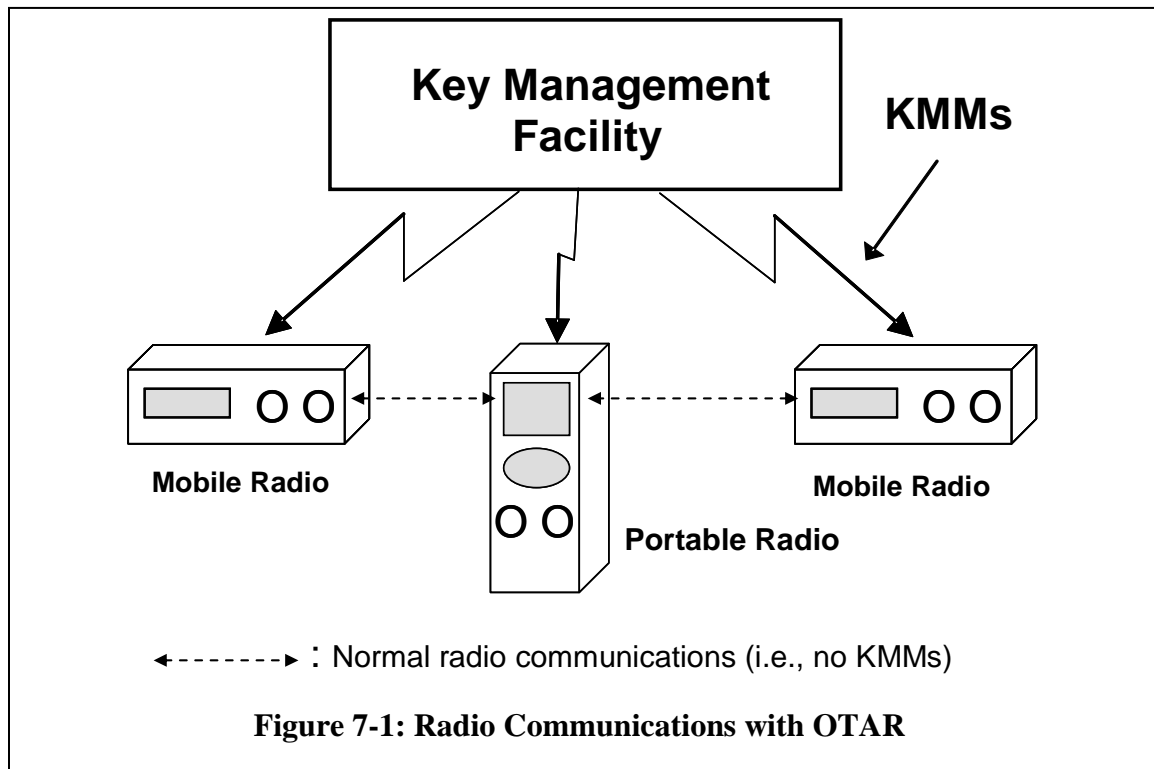 Key Management
Facility
KMMs
Mobile Radio
Mobile Radio
Portable Radio
: Normal radio communications (i.e., no KMMs)
Figure 7-1: Radio Communications with OTAR